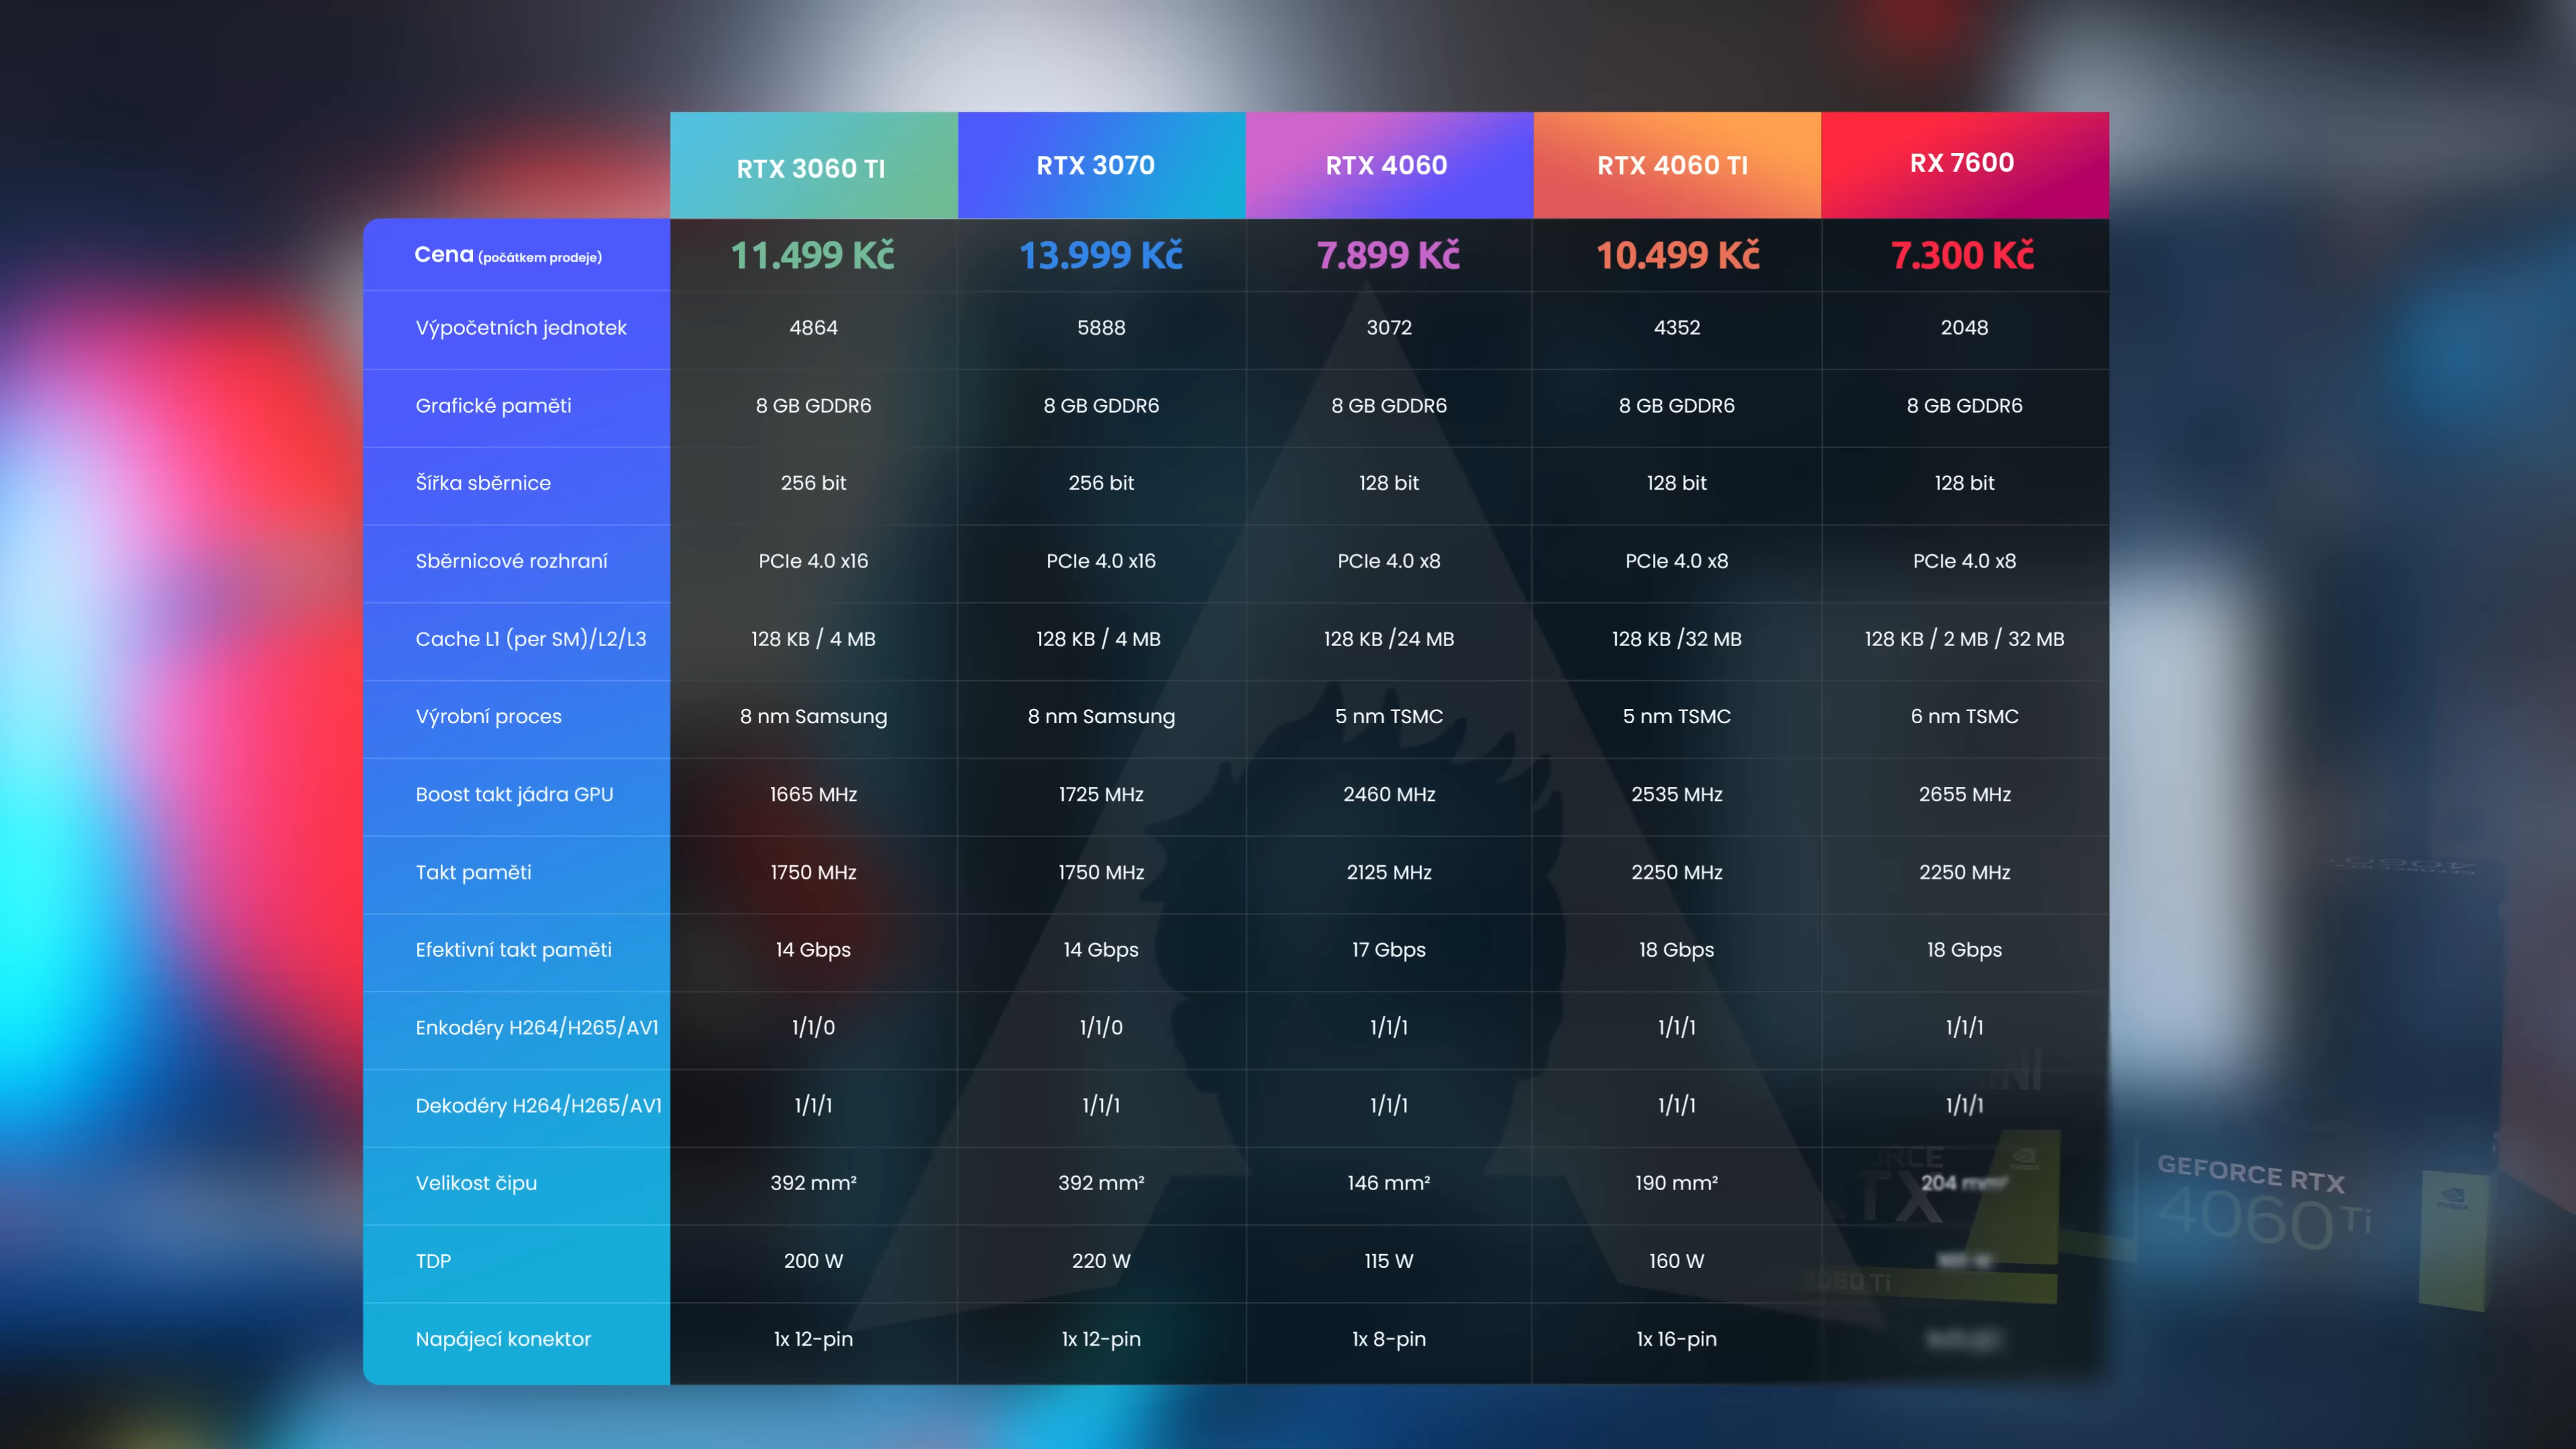 RTX 3060 TI RTX 3070 RTX 4060 RTX 4060 TI RX 7600
Cena (počátkem prodeje) 11.499 Kč 13.999 Kč 7.899 Kč 10.499 Kč 7.300 Kč
Výpočetních jednotek 4864 5888 3072 4352 2048
Grafické paměti 8 GB GDDR6 8 GB GDDR6 8 GB GDDR6 8 GB GDDR6 8 GB GDDR6
Šířka sběrnice 256 bit 256 bit 128 bit 128 bit 128 bit
Sběrnicové rozhraní PCIe 4.0 x16 PCIe 4.0 x16 PCIe 4.0 x8 PCIe 4.0 x8 PCIe 4.0 x8
Cache L1 (per SM)/L2/L3 128 KB / 4 MB 128 KB / 4 MB 128 KB /24 MB 128 KB /32 MB 128 KB / 2 MB / 32 MB
Výrobní proces 8 nm Samsung 8 nm Samsung 5 nm TSMC 5 nm TSMC 6 nm TSMC
Boost takt jádra GPU 1665 MHz 1725 MHz 2460 MHz 2535 MHz 2655 MHz
Takt paměti 1750 MHz 1750 MHz 2125 MHz 2250 MHz 2250 MHz
Efektivní takt paměti 14 Gbps 14 Gbps 17 Gbps 18 Gbps 18 Gbps
Enkodéry H264/H265/AV1 1/1/0 1/1/0 1/1/1 1/1/1 1/1/1
Dekodéry H264/H265/AV1 1/1/1 1/1/1 1/1/1 1/1/1 1/1/1
Velikost čipu 392 mm² 392 mm² 146 mm² 190 mm² 204 mm²
TDP 200 W 220 W 115 W 160 W
Napájecí konektor 1x 12-pin 1x 12-pin 1x 8-pin 1x 16-pin
GEFORCE RTX
4060 Ti
3060 Ti